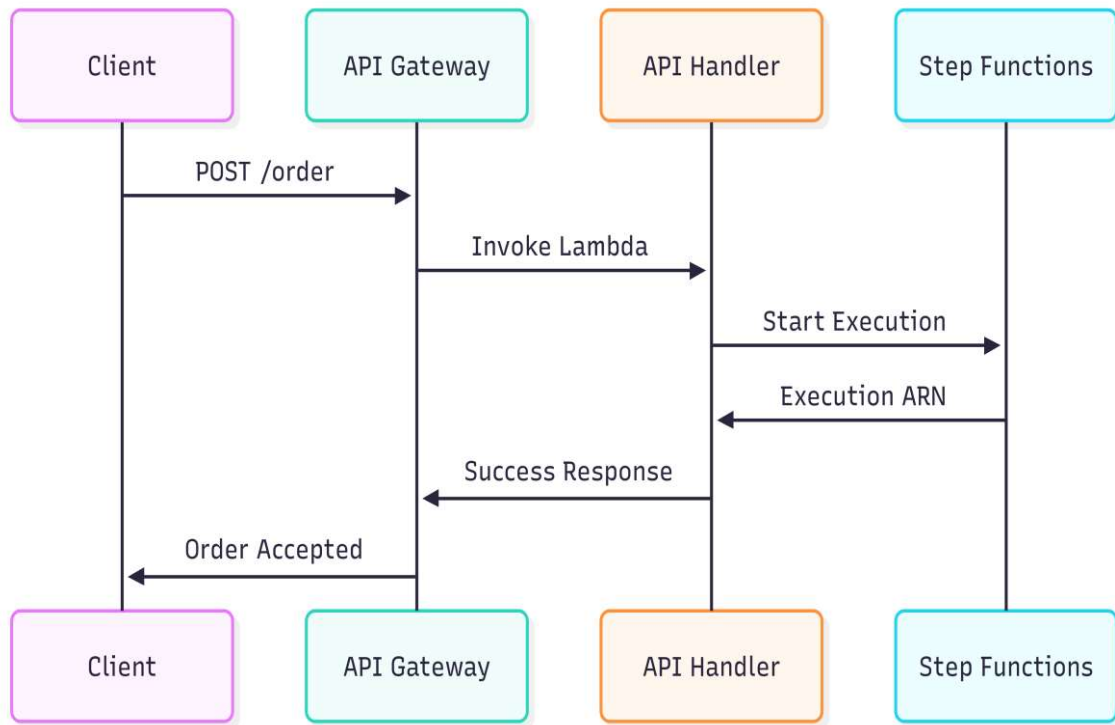 Client
API Gateway
API Handler
Step Functions
POST /order
Invoke Lambda
Start Execution
Execution ARN
Success Response
Order Accepted
Client
API Gateway
API Handler
Step Functions